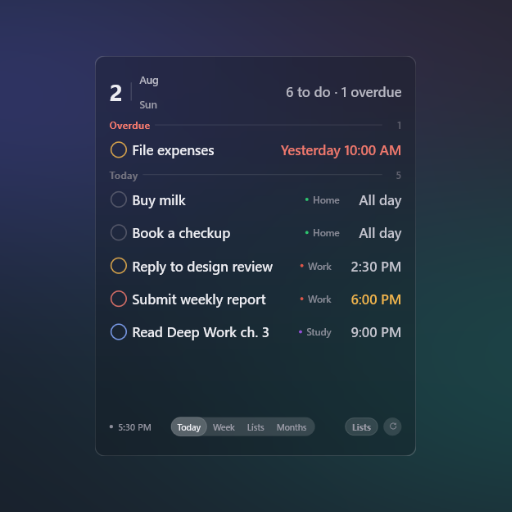 2 Aug
Sun
6 to do · 1 overdue
Overdue 1
File expenses Yesterday 10:00 AM
Today 5
Buy milk • Home All day
Book a checkup • Home All day
Reply to design review • Work 2:30 PM
Submit weekly report • Work 6:00 PM
Read Deep Work ch. 3 • Study 9:00 PM
• 5:30 PM Today Week Lists Months Lists